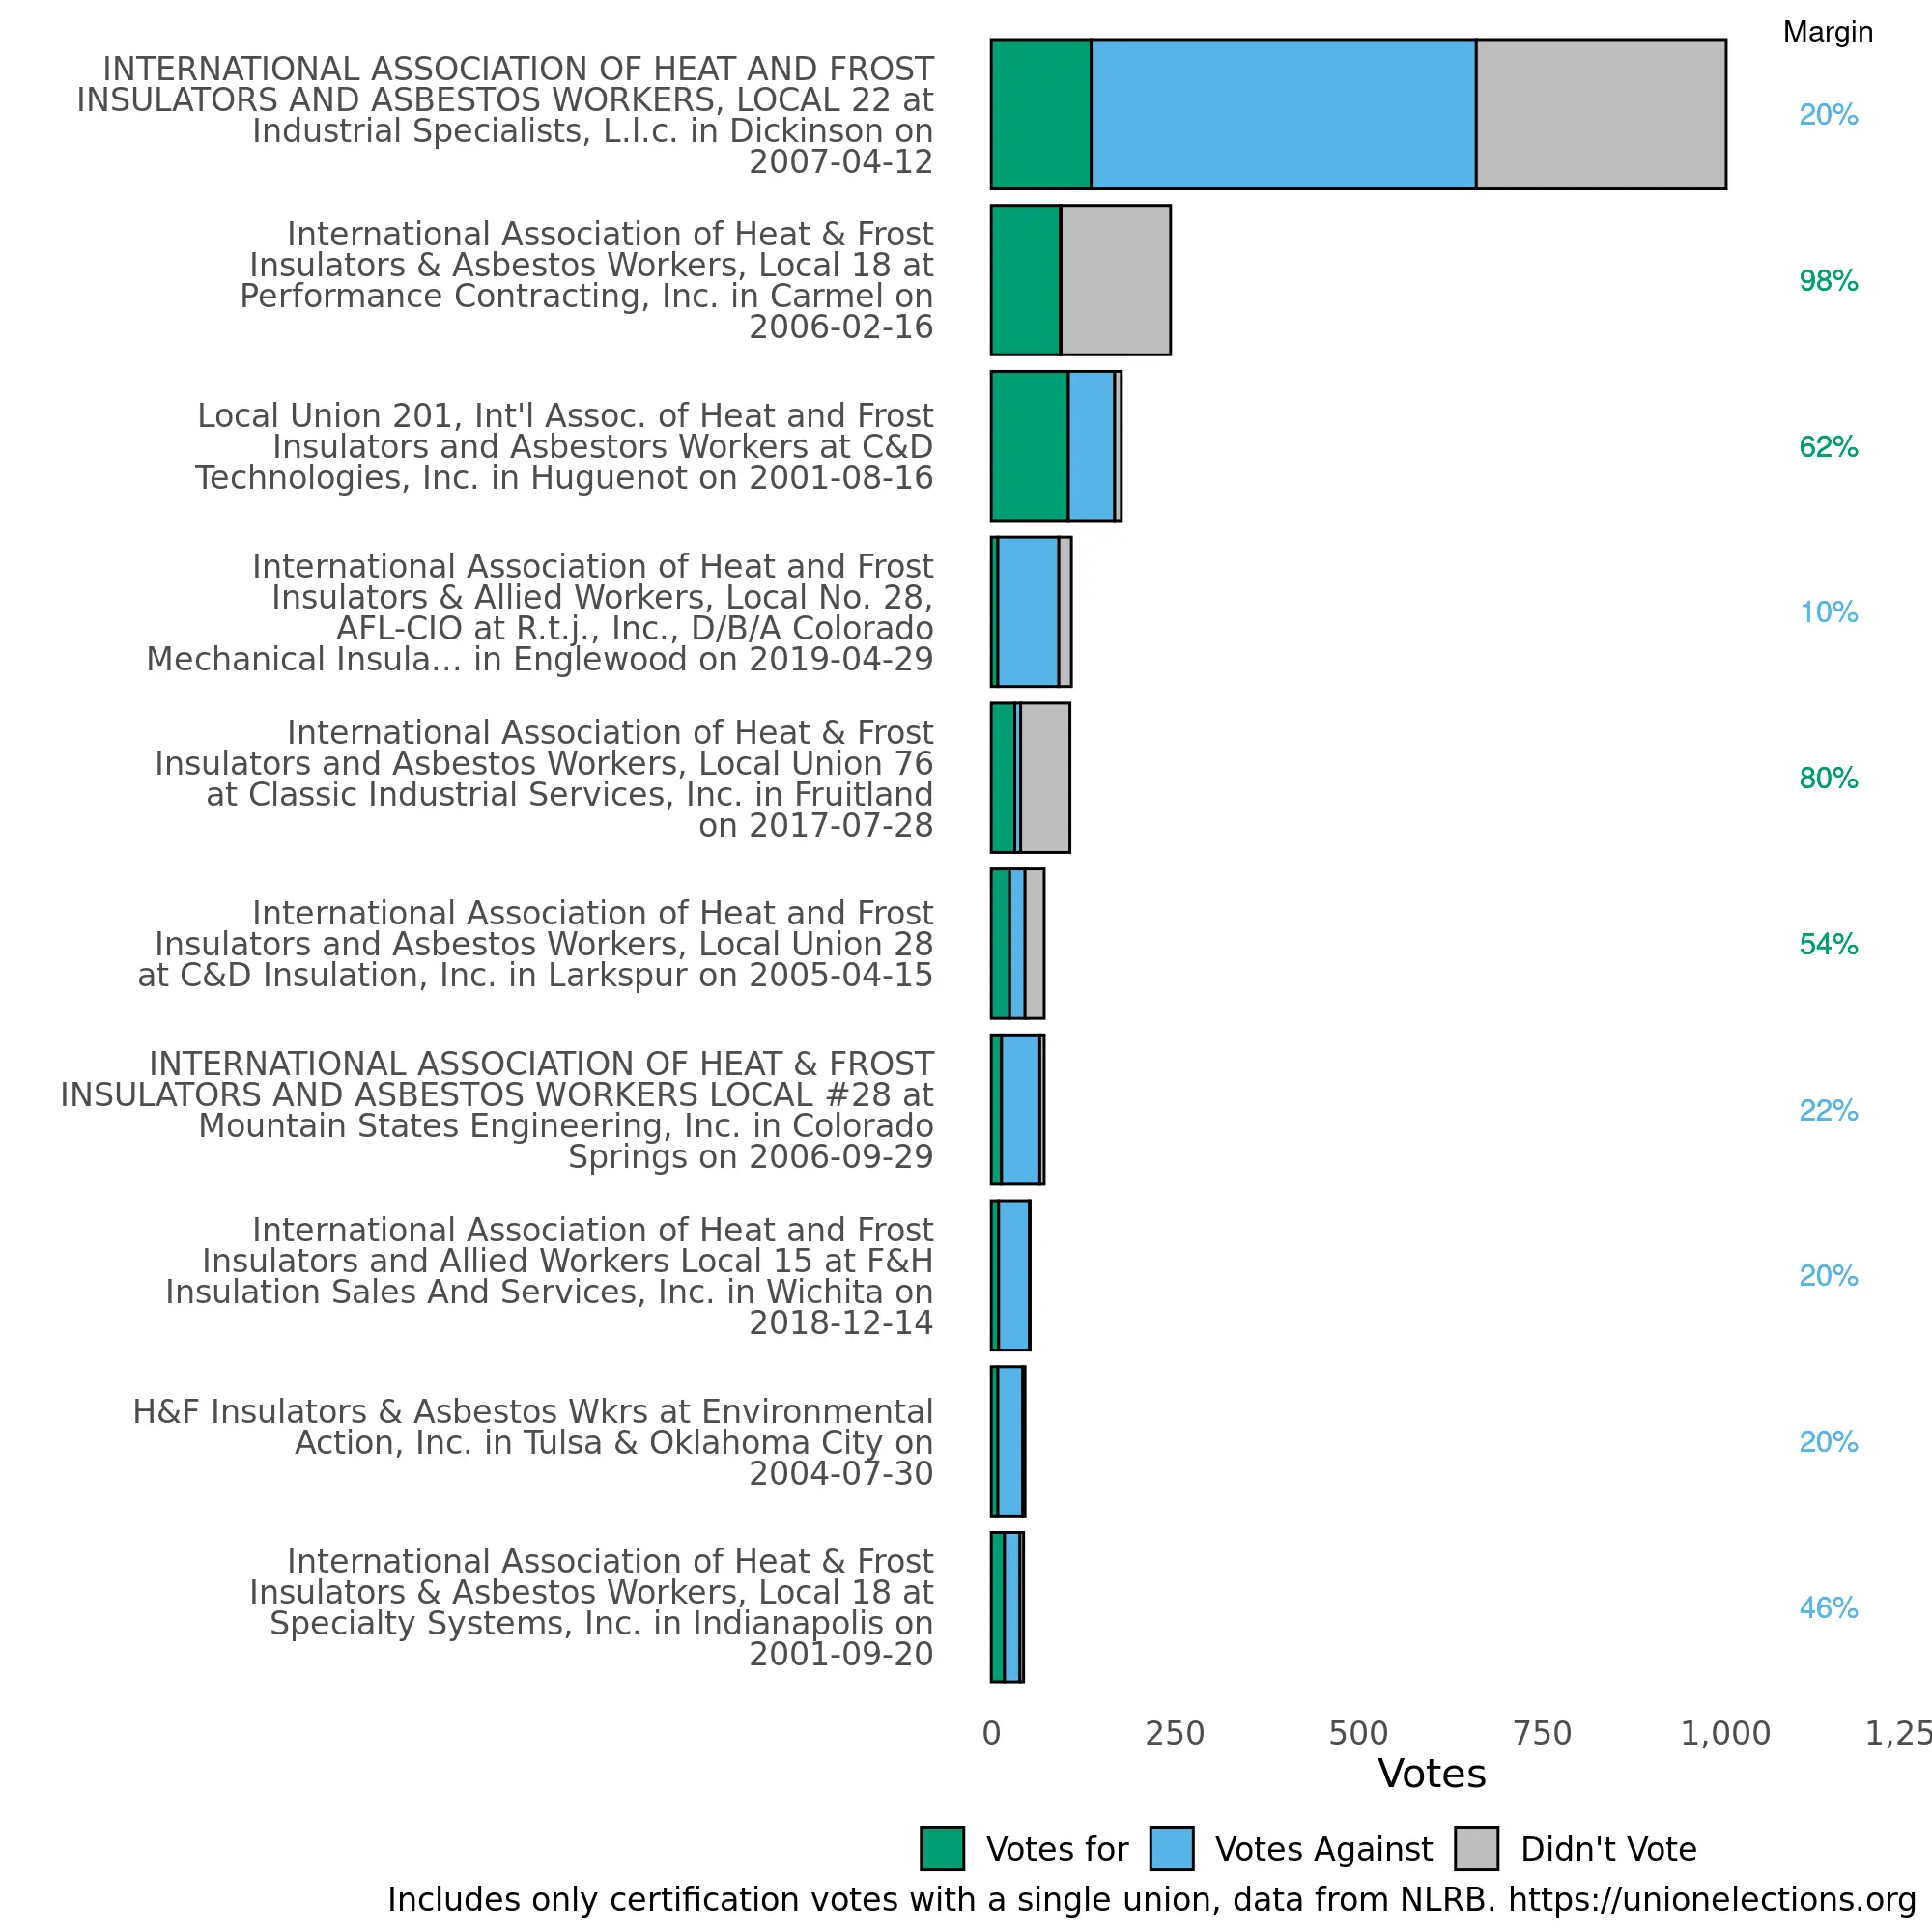 Margin
INTERNATIONAL ASSOCIATION OF HEAT AND FROST
INSULATORS AND ASBESTOS WORKERS, LOCAL 22 at
Industrial Specialists, L.l.c. in Dickinson on
2007-04-12
20%
International Association of Heat & Frost
Insulators & Asbestos Workers, Local 18 at
Performance Contracting, Inc. in Carmel on
2006-02-16
98%
Local Union 201, Int'l Assoc. of Heat and Frost
Insulators and Asbestors Workers at C&D
Technologies, Inc. in Huguenot on 2001-08-16
62%
International Association of Heat and Frost
Insulators & Allied Workers, Local No. 28,
AFL-CIO at R.t.j., Inc., D/B/A Colorado
Mechanical Insula... in Englewood on 2019-04-29
10%
International Association of Heat & Frost
Insulators and Asbestos Workers, Local Union 76
at Classic Industrial Services, Inc. in Fruitland
on 2017-07-28
80%
International Association of Heat and Frost
Insulators and Asbestos Workers, Local Union 28
at C&D Insulation, Inc. in Larkspur on 2005-04-15
54%
INTERNATIONAL ASSOCIATION OF HEAT & FROST
INSULATORS AND ASBESTOS WORKERS LOCAL #28 at
Mountain States Engineering, Inc. in Colorado
Springs on 2006-09-29
22%
International Association of Heat and Frost
Insulators and Allied Workers Local 15 at F&H
Insulation Sales And Services, Inc. in Wichita on
2018-12-14
20%
H&F Insulators & Asbestos Wkrs at Environmental
Action, Inc. in Tulsa & Oklahoma City on
2004-07-30
20%
International Association of Heat & Frost
Insulators & Asbestos Workers, Local 18 at
Specialty Systems, Inc. in Indianapolis on
2001-09-20
46%
0 250 500 750 1,000 1,25
Votes
Votes for Votes Against Didn't Vote
Includes only certification votes with a single union, data from NLRB. https://unionelections.org